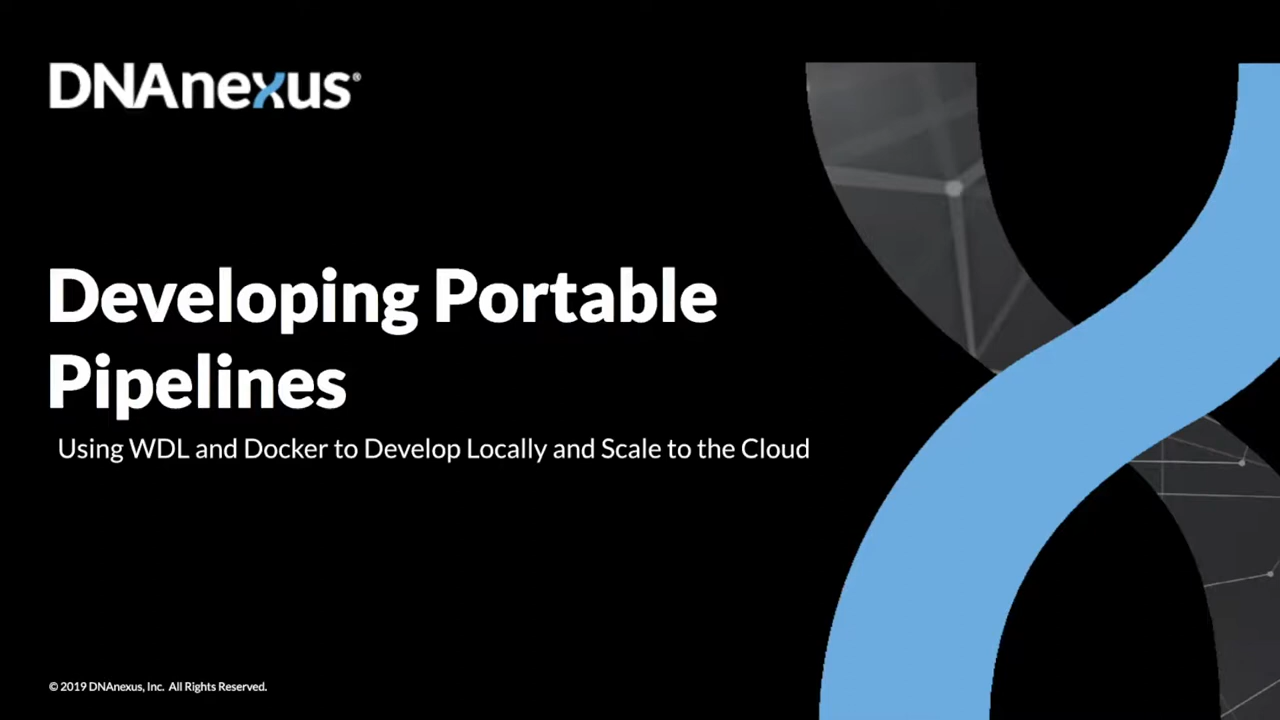 DNAnexus®
Developing Portable
Pipelines
Using WDL and Docker to Develop Locally and Scale to the Cloud
© 2019 DNAnexus, Inc. All Rights Reserved.